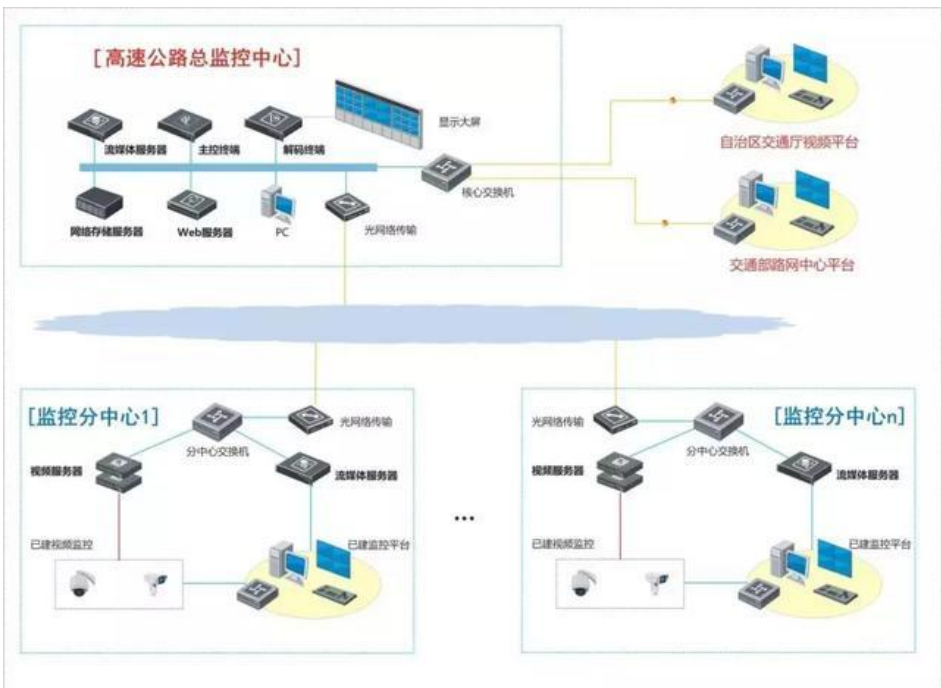 [高速公路总监控中心]
流媒体服务器
主控终端
解码终端
显示大屏
核心交换机
网络存储服务器
Web服务器
PC
光网络传输
自治区交通厅视频平台
交通部路网中心平台
[监控分中心1]
光网络传输
分中心交换机
视频服务器
流媒体服务器
已建视频监控
已建监控平台
...
[监控分中心n]
光网络传输
分中心交换机
视频服务器
流媒体服务器
已建视频监控
已建监控平台